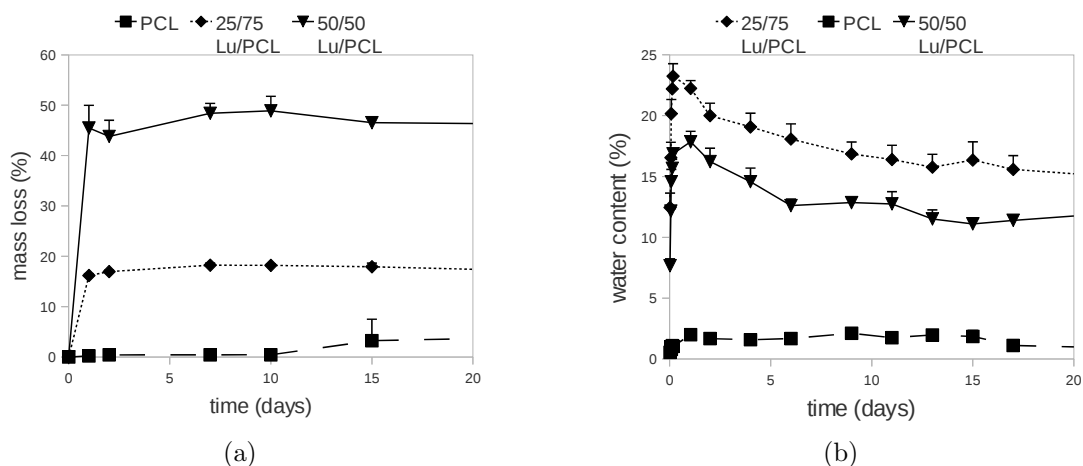 PCL 25/75 Lu/PCL 50/50 Lu/PCL
60
50
40
30
20
10
0
mass loss (%)
0 5 10 15 20
time (days)
(a)
25/75 Lu/PCL PCL 50/50 Lu/PCL
25
20
15
10
5
0
water content (%)
0 5 10 15 20
time (days)
(b)